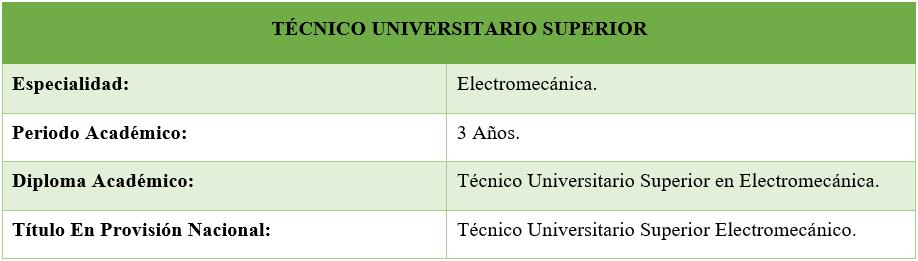 TÉCNICO UNIVERSITARIO SUPERIOR
Especialidad: Electromecánica.
Periodo Académico: 3 Años.
Diploma Académico: Técnico Universitario Superior en Electromecánica.
Título En Provisión Nacional: Técnico Universitario Superior Electromecánico.